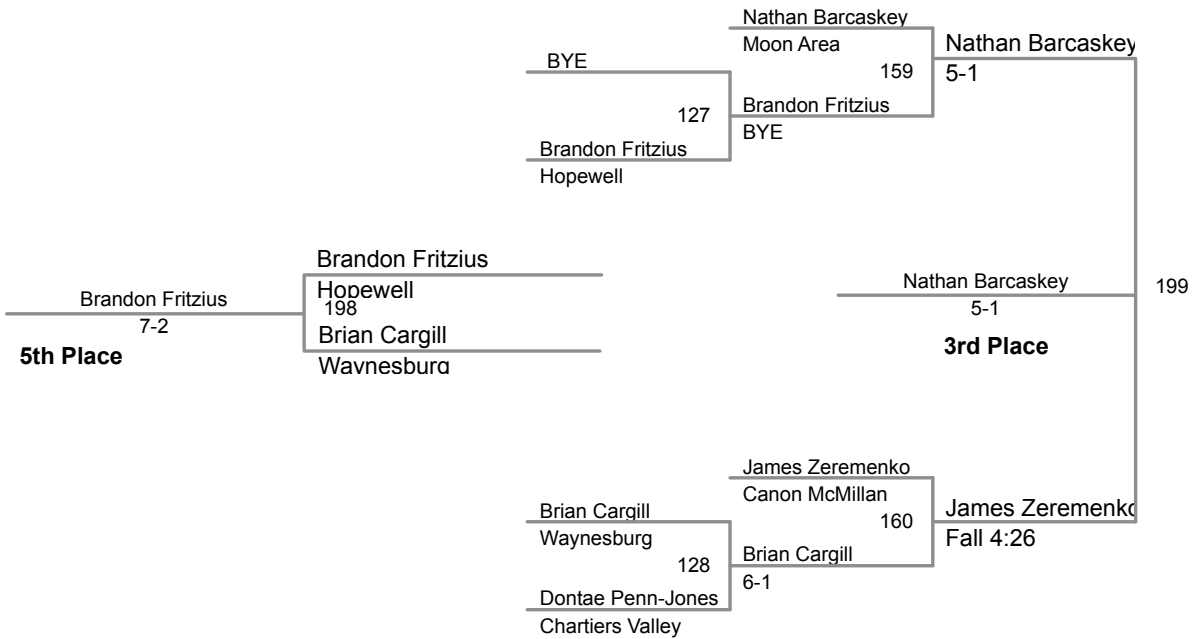 Nathan Barcaskey
Moon Area
Nathan Barcaskey
BYE
159
5-1
127
Brandon Fritzius
BYE
Brandon Fritzius
Hopewell
Brandon Fritzius
Hopewell
Nathan Barcaskey
199
Brandon Fritzius
198
5-1
7-2
Brian Cargill
3rd Place
5th Place
Waynesburg
James Zeremenko
Canon McMillan
Brian Cargill
160
James Zeremenko
Waynesburg
Fall 4:26
128
Brian Cargill
6-1
Dontae Penn-Jones
Chartiers Valley